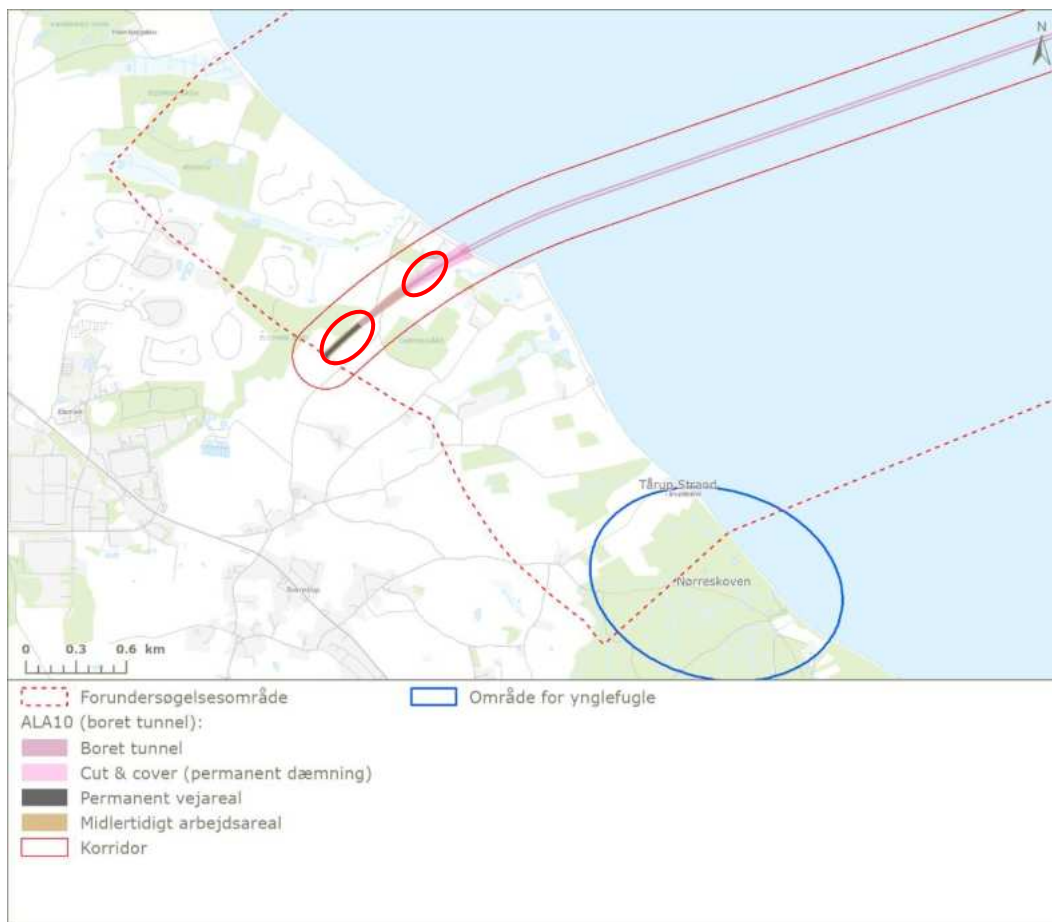 N
Tårup Strand
Nørreskoven
0 0.3 0.6 km
Forundersøgelsesområde
Område for ynglefugle
ALA10 (boret tunnel):
Boret tunnel
Cut & cover (permanent dæmning)
Permanent vejareal
Midlertidigt arbejdsareal
Korridor